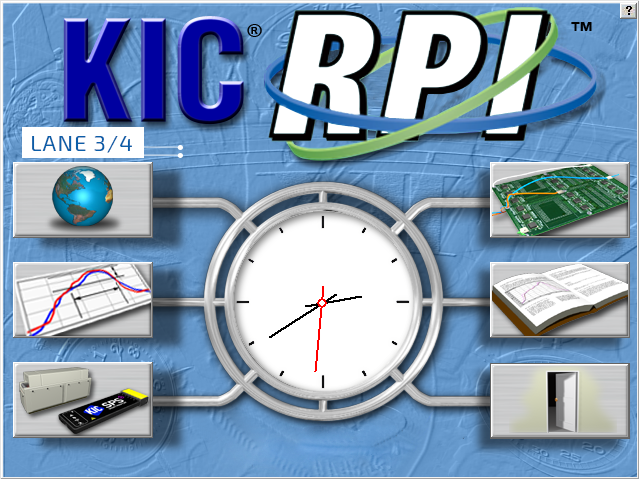 ?
KIC® RPI™
LANE 3/4
KIC SPS